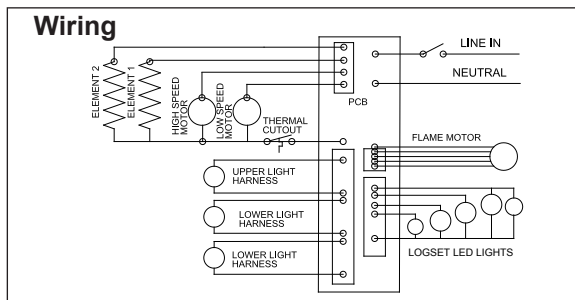 Wiring
LINE IN
NEUTRAL
PCB
ELEMENT 2
ELEMENT 1
HIGH SPEED
MOTOR
LOW SPEED
MOTOR
THERMAL
CUTOUT
FLAME MOTOR
UPPER LIGHT
HARNESS
LOWER LIGHT
HARNESS
LOWER LIGHT
HARNESS
LOGSET LED LIGHTS